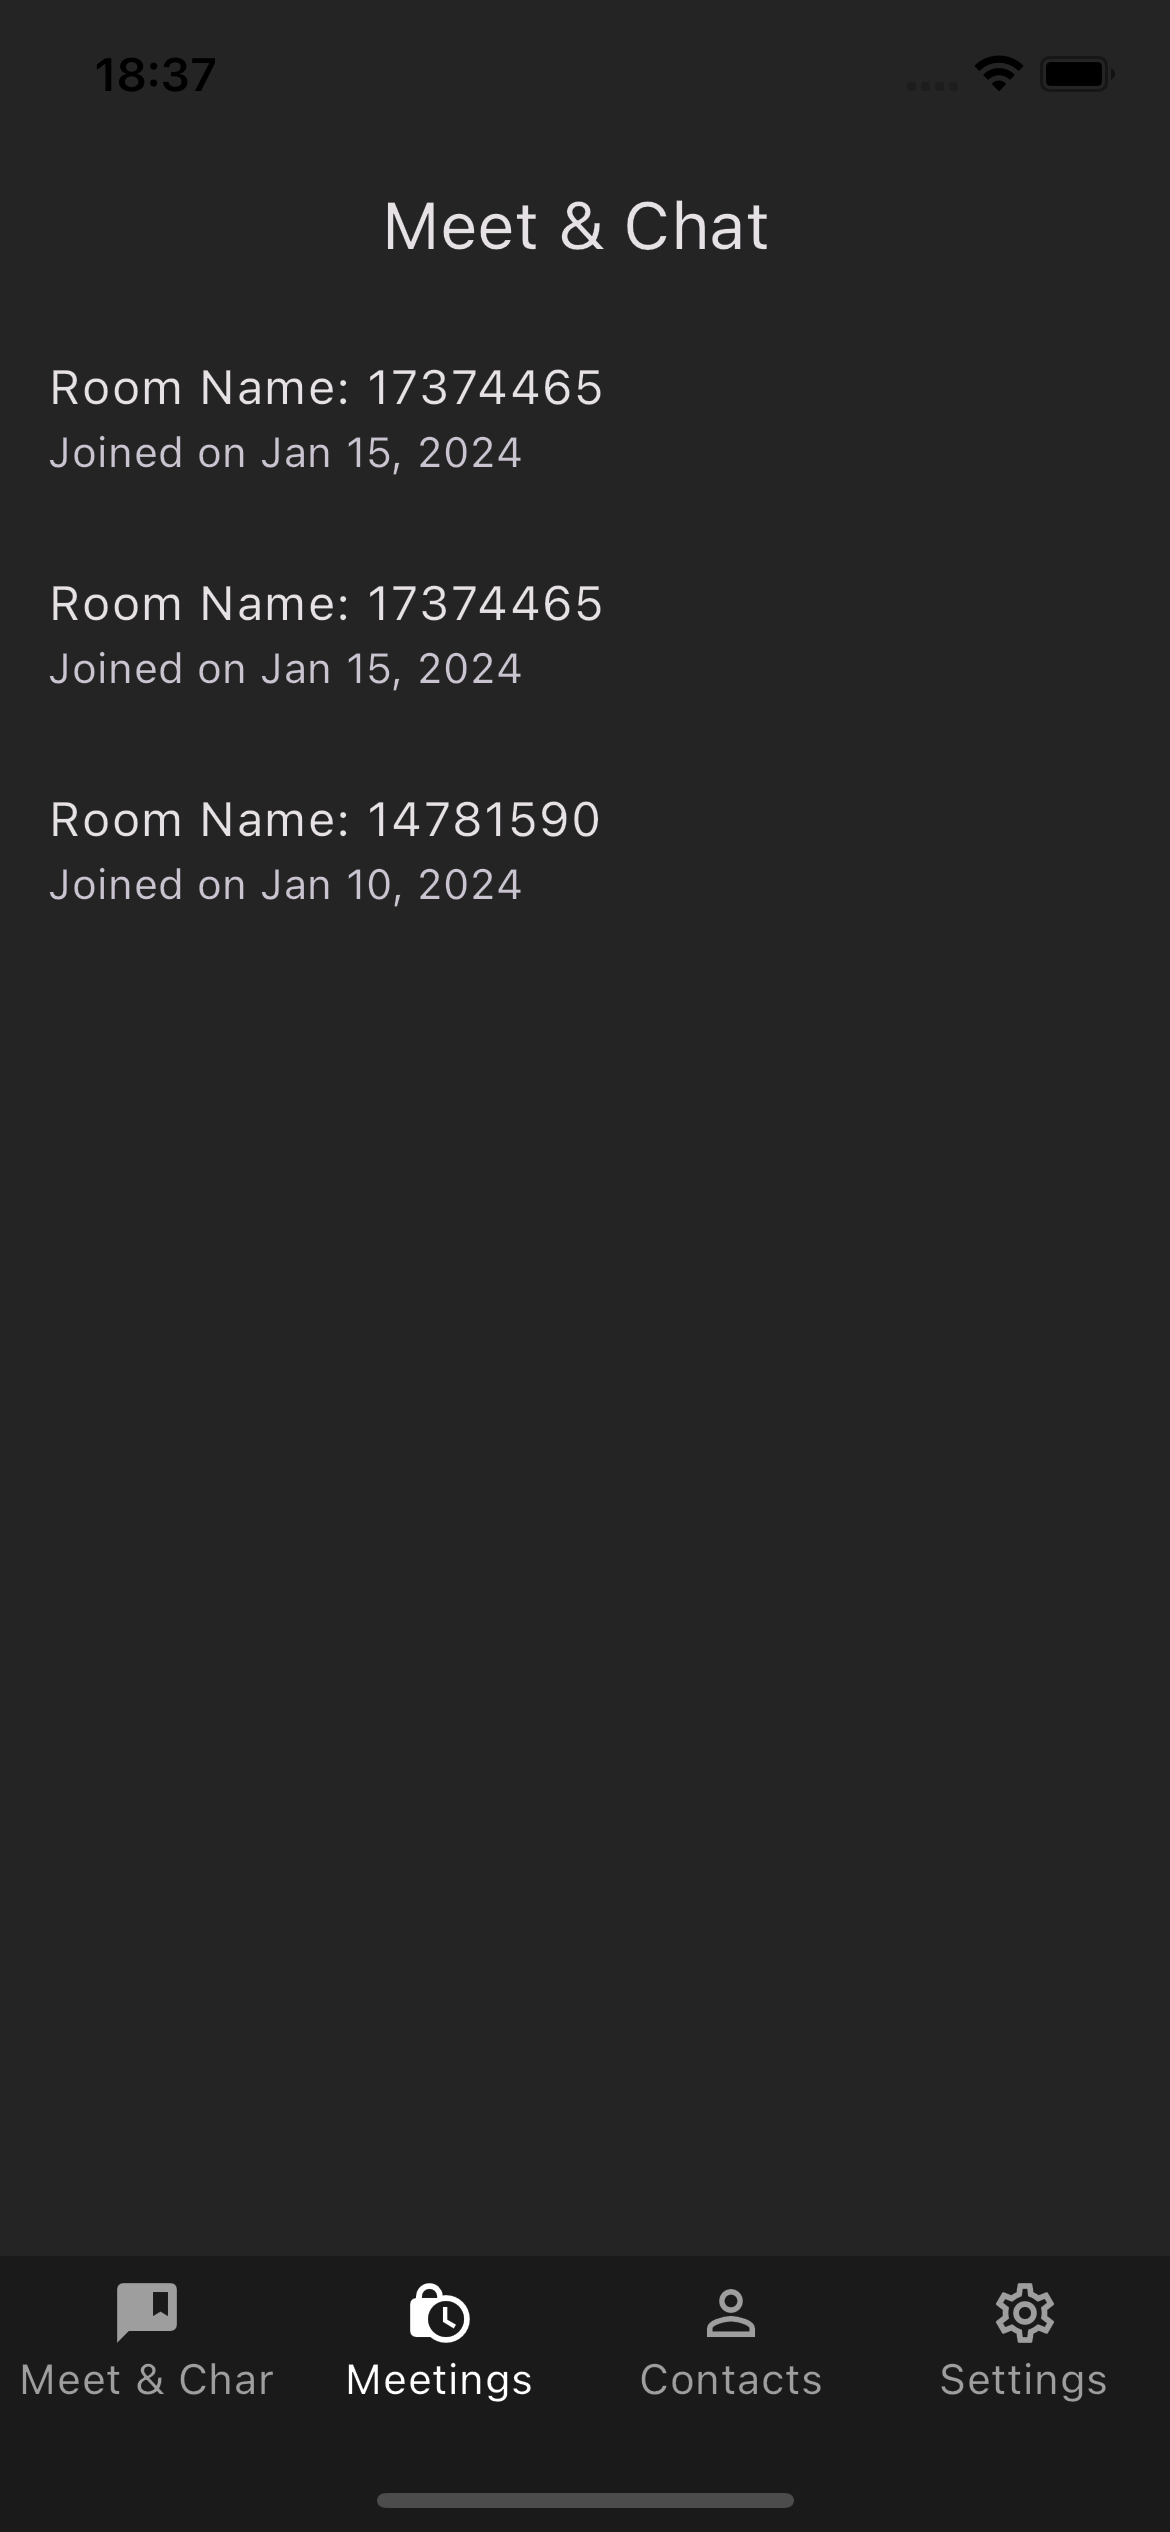 18:37
Meet & Chat
Room Name: 17374465
Joined on Jan 15, 2024
Room Name: 17374465
Joined on Jan 15, 2024
Room Name: 14781590
Joined on Jan 10, 2024
Meet & Char Meetings Contacts Settings